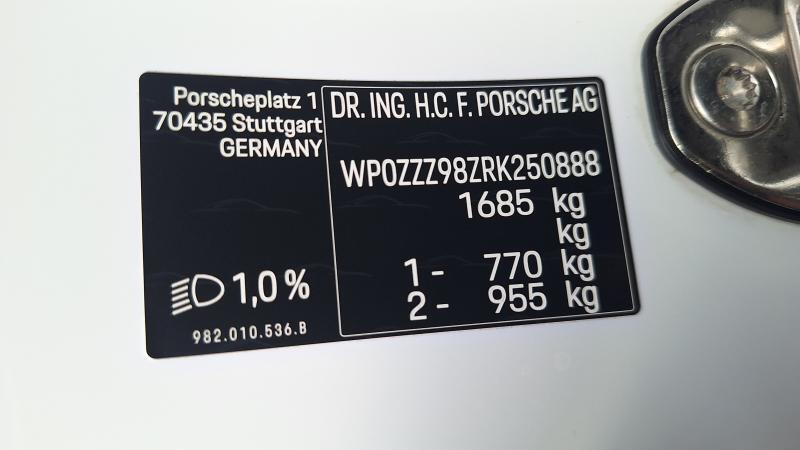 Porscheplatz 1
70435 Stuttgart
GERMANY
1,0 %
982.010.536.B
DR. ING. H.C. F. PORSCHE AG
WP0ZZZ98ZRK250888
1685 kg
kg
1 - 770 kg
2 - 955 kg